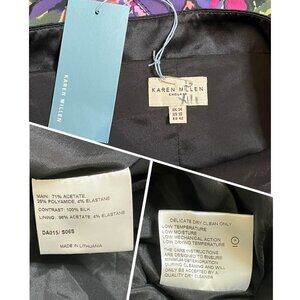 KAREN MILLEN
KAREN MILLEN
ENGLAND
UK 14
US 10
EU 42
MAIN: 71% ACETATE,
25% POLYAMIDE, 4% ELASTANE
CONTRAST: 100% SILK
LINING: 96% ACETATE, 4% ELASTANE
DA015/ S06S
MADE IN LITHUANIA
DELICATE DRY CLEAN ONLY
LOW TEMPERATURE
LOW MOISTURE
LOW MECHANICAL ACTION
LOW DRYING TEMPERATURE
THE CARE INSTRUCTIONS
ARE DESIGNED TO ENSURE
MINIMUM DETERIORATION
DURING CLEANING AND WILL
ONLY BE ACCEPTED BY A
QUALITY DRY CLEANER